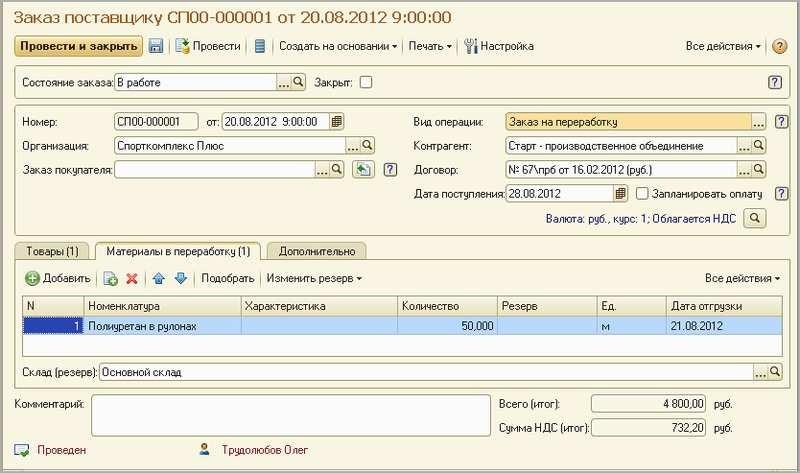 Заказ поставщику СП00-000001 от 20.08.2012 9:00:00
Провести и закрыть Провести Создать на основании Печать Настройка Все действия ?
Состояние заказа: В работе ... Закрыт: ?
Номер: СП00-000001 от: 20.08.2012 9:00:00 Вид операции: Заказ на переработку ... ?
Организация: Спорткомплекс Плюс ... Контрагент: Старт - производственное объединение ...
Заказ покупателя: ... ? Договор: № 67\прб от 16.02.2012 (руб.) ...
Дата поступления: 28.08.2012 Запланировать оплату ?
Валюта: руб., курс: 1; Облагается НДС
Товары (1) Материалы в переработку (1) Дополнительно
Добавить Подобрать Изменить резерв Все действия
N Номенклатура Характеристика Количество Резерв Ед. Дата отгрузки
1 Полиуретан в рулонах 50,000 м 21.08.2012
Склад (резерв): Основной склад ...
Комментарий: Всего (итог): 4 800,00 руб.
Сумма НДС (итог): 732,20 руб.
Проведен Трудолюбов Олег